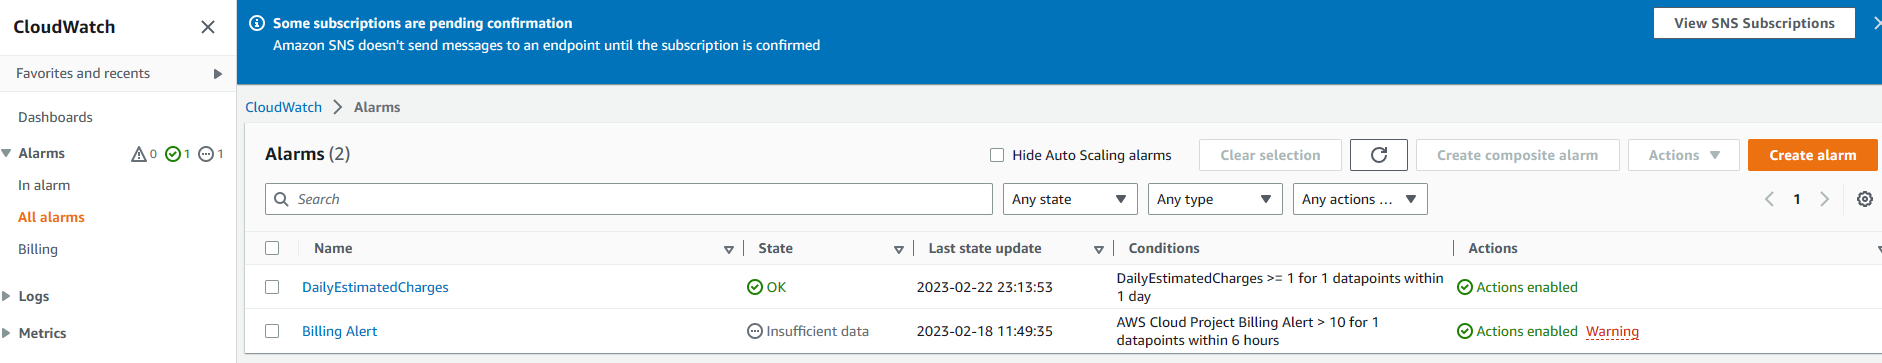 CloudWatch
Favorites and recents
Dashboards
Alarms 0 1 1
In alarm
All alarms
Billing
Logs
Metrics
Some subscriptions are pending confirmation
Amazon SNS doesn't send messages to an endpoint until the subscription is confirmed
View SNS Subscriptions
CloudWatch Alarms
Alarms (2)
Hide Auto Scaling alarms
Clear selection
Create composite alarm
Actions
Create alarm
Search
Any state
Any type
Any actions ...
1
Name State Last state update Conditions Actions
DailyEstimatedCharges OK 2023-02-22 23:13:53 DailyEstimatedCharges >= 1 for 1 datapoints within
1 day
Actions enabled
Billing Alert Insufficient data 2023-02-18 11:49:35 AWS Cloud Project Billing Alert > 10 for 1
datapoints within 6 hours
Actions enabled Warning